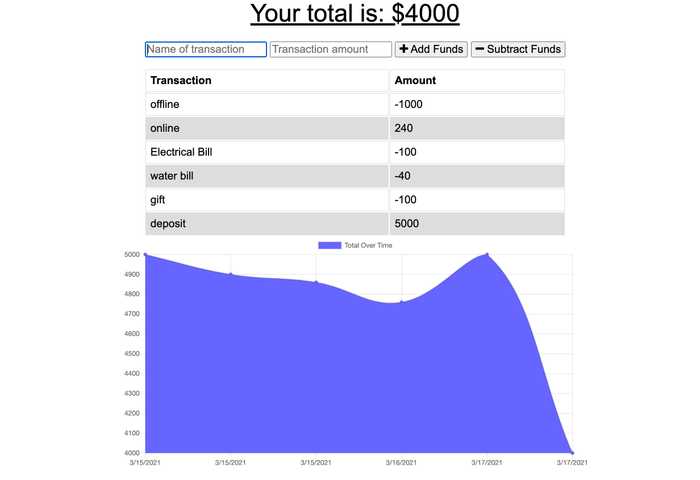 Your total is: $4000
Name of transaction Transaction amount + Add Funds − Subtract Funds
Transaction Amount
offline -1000
online 240
Electrical Bill -100
water bill -40
gift -100
deposit 5000
Total Over Time
5000
4900
4800
4700
4600
4500
4400
4300
4200
4100
4000
3/15/2021 3/15/2021 3/15/2021 3/16/2021 3/17/2021 3/17/2021